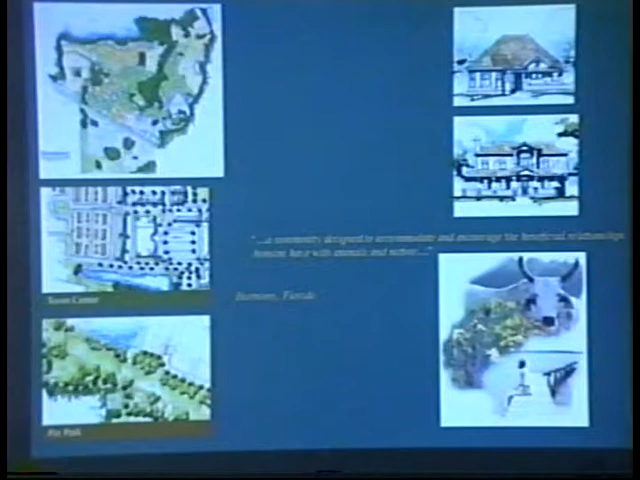 "...a community designed to accommodate and encourage the beneficial relationships
humans have with animals and nature..."
Harmony, Florida
Town Center
Pet Park